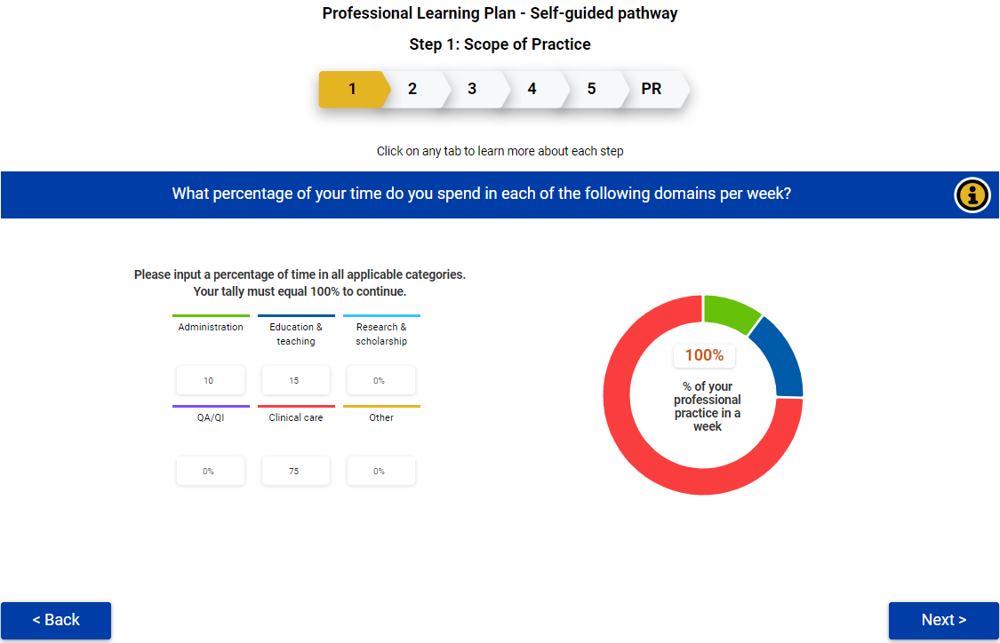 Professional Learning Plan - Self-guided pathway
Step 1: Scope of Practice
1 2 3 4 5 PR
Click on any tab to learn more about each step
What percentage of your time do you spend in each of the following domains per week?
Please input a percentage of time in all applicable categories.
Your tally must equal 100% to continue.
Administration
Education &
teaching
Research &
scholarship
10 15 0%
QA/QI Clinical care Other
0% 75 0%
100%
% of your
professional
practice in a
week
< Back
Next >